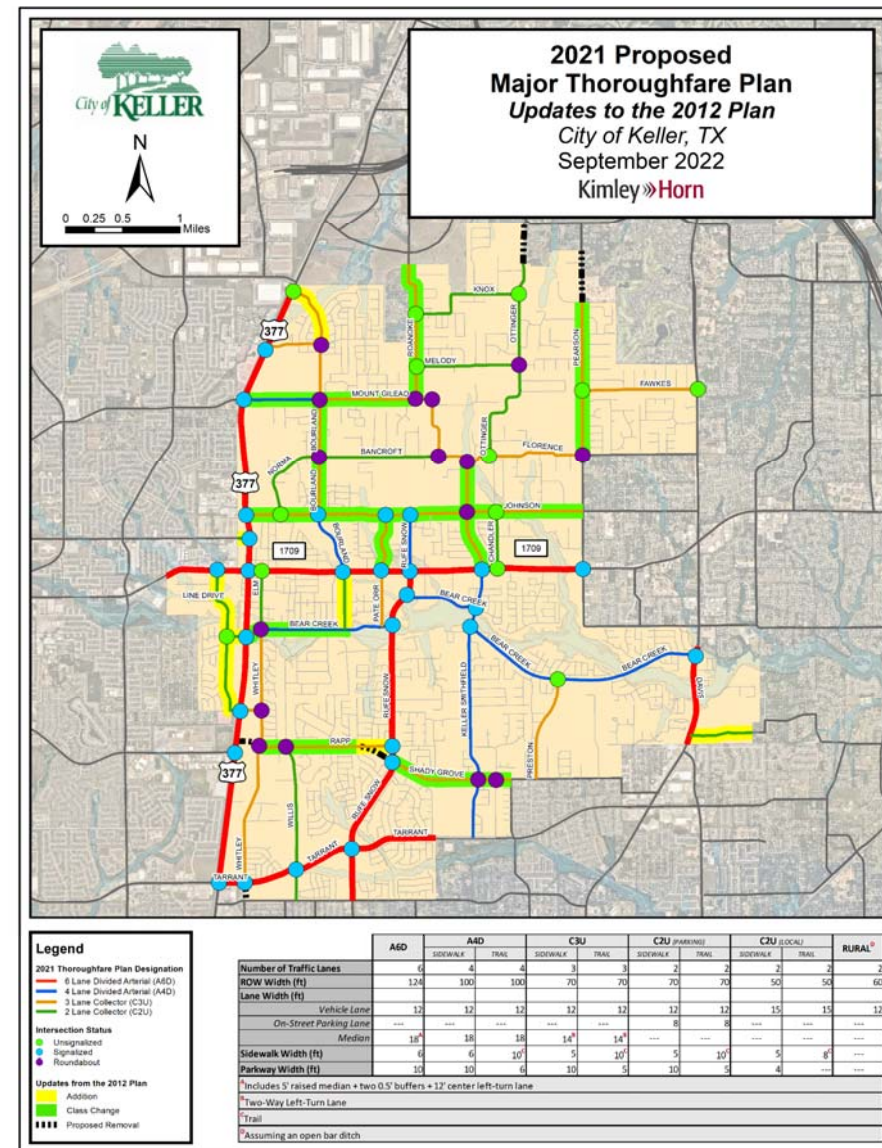 City of KELLER
N
0 0.25 0.5 1
Miles
2021 Proposed
Major Thoroughfare Plan
Updates to the 2012 Plan
City of Keller, TX
September 2022
Kimley»Horn
377
KNOX
ROANOKE
OTTINGER
MELODY
PEARSON
FAWKES
MOUNT GILEAD
BOURLAND
BANCROFT
OTTINGER
FLORENCE
NORMA
377
BOURLAND
JOHNSON
BOURLAND
RUFE SNOW
CHANDLER
1709
1709
LINE DRIVE
ELM
PATE ORR
BEAR CREEK
BEAR CREEK
BEAR CREEK
BEAR CREEK
WHITLEY
RUFE SNOW
KELLER SMITHFIELD
DAVIS
RAPP
377
SHADY GROVE
PRESTON
WILLIS
RUFE SNOW
WHITLEY
TARRANT
TARRANT
TARRANT
Legend
2021 Thoroughfare Plan Designation
6 Lane Divided Arterial (A6D)
4 Lane Divided Arterial (A4D)
3 Lane Collector (C3U)
2 Lane Collector (C2U)
Intersection Status
Unsignalized
Signalized
Roundabout
Updates from the 2012 Plan
Addition
Class Change
Proposed Removal
A6D A4D C3U C2U (PARKING) C2U (LOCAL) RURAL D
SIDEWALK TRAIL SIDEWALK TRAIL SIDEWALK TRAIL SIDEWALK TRAIL
Number of Traffic Lanes 6 4 4 3 3 2 2 2 2 2
ROW Width (ft) 124 100 100 70 70 70 70 50 50 60
Lane Width (ft)
Vehicle Lane 12 12 12 12 12 12 12 15 15 12
On-Street Parking Lane --- --- --- --- --- 8 8 --- --- ---
Median 18 A 18 18 14 B 14 B --- --- --- --- ---
Sidewalk Width (ft) 6 6 10 C 5 10 C 5 10 C 5 8 C ---
Parkway Width (ft) 10 10 6 10 5 10 5 4 --- ---
A Includes 5' raised median + two 0.5' buffers + 12' center left-turn lane
B Two-Way Left-Turn Lane
C Trail
D Assuming an open bar ditch